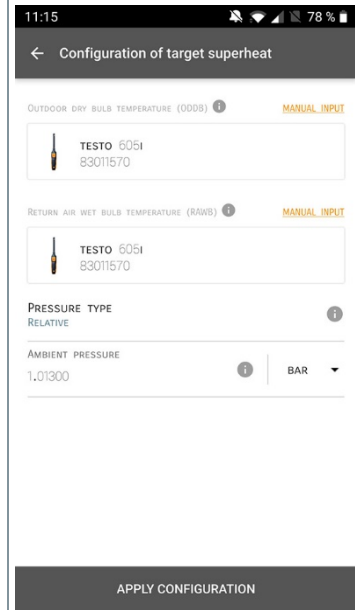 11:15 78 %
Configuration of target superheat
OUTDOOR DRY BULB TEMPERATURE (ODDB) MANUAL INPUT
TESTO 605I
83011570
RETURN AIR WET BULB TEMPERATURE (RAWB) MANUAL INPUT
TESTO 605I
83011570
PRESSURE TYPE
RELATIVE
AMBIENT PRESSURE
1.01300 BAR
APPLY CONFIGURATION